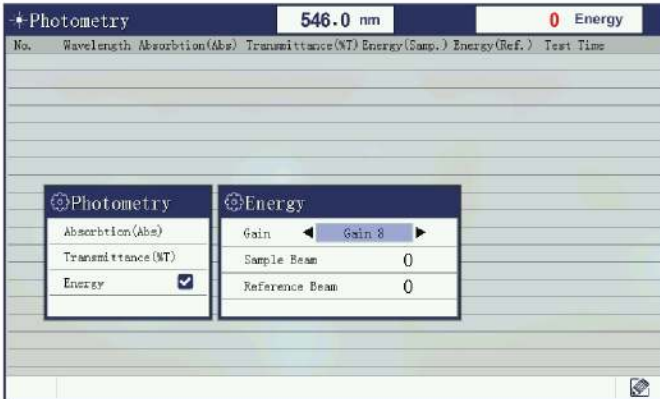 Photometry 546.0 nm 0 Energy
No. Wavelength Absorbtion(Abs) Transmittance(%T) Energy(Samp.) Energy(Ref.) Test Time
Photometry
Absorbtion(Abs)
Transmittance(%T)
Energy
Energy
Gain Gain 8
Sample Beam 0
Reference Beam 0